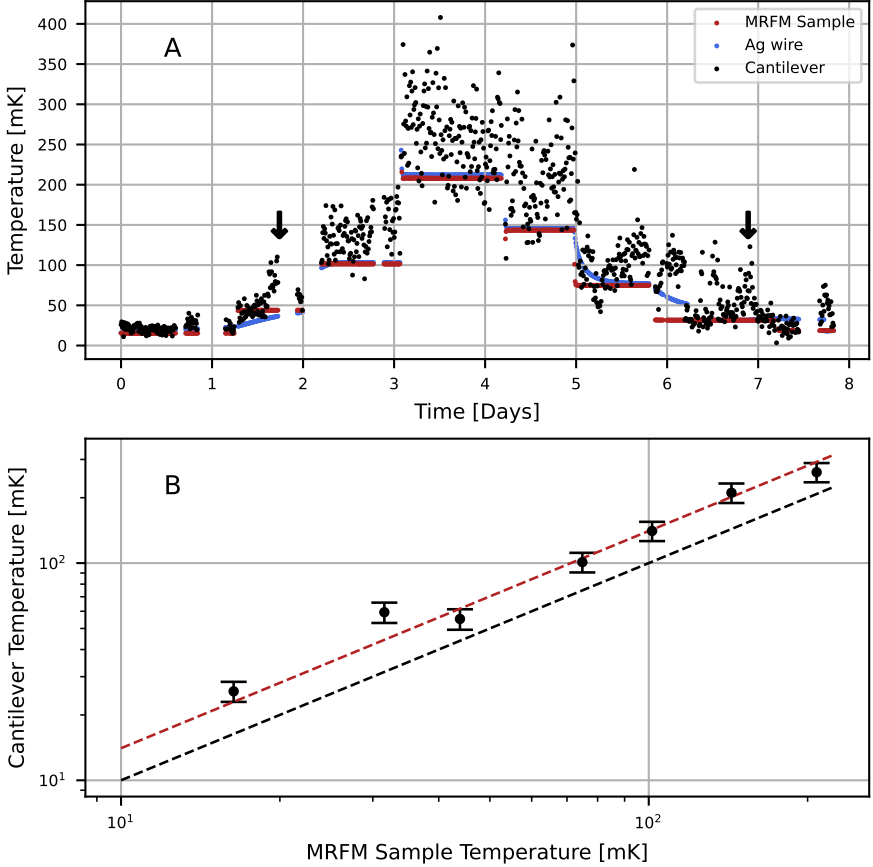 A
MRFM Sample
Ag wire
Cantilever
Temperature [mK]
400
350
300
250
200
150
100
50
0
0 1 2 3 4 5 6 7 8
Time [Days]
B
Cantilever Temperature [mK]
10²
10¹
10¹ 10²
MRFM Sample Temperature [mK]